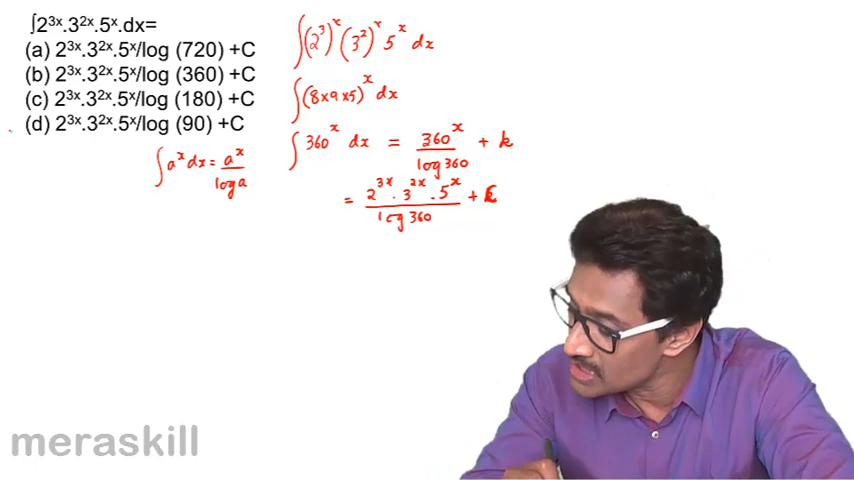 ∫2³ˣ.3²ˣ.5ˣ.dx=
(a) 2³ˣ.3²ˣ.5ˣ/log (720) +C
(b) 2³ˣ.3²ˣ.5ˣ/log (360) +C
(c) 2³ˣ.3²ˣ.5ˣ/log (180) +C
(d) 2³ˣ.3²ˣ.5ˣ/log (90) +C
∫aˣ dx = aˣ/log a
∫(2³)ˣ (3²)ˣ 5ˣ dx
∫(8×9×5)ˣ dx
∫360ˣ dx = 360ˣ/log 360 + k
= 2³ˣ . 3²ˣ . 5ˣ/log 360 + C
meraskill